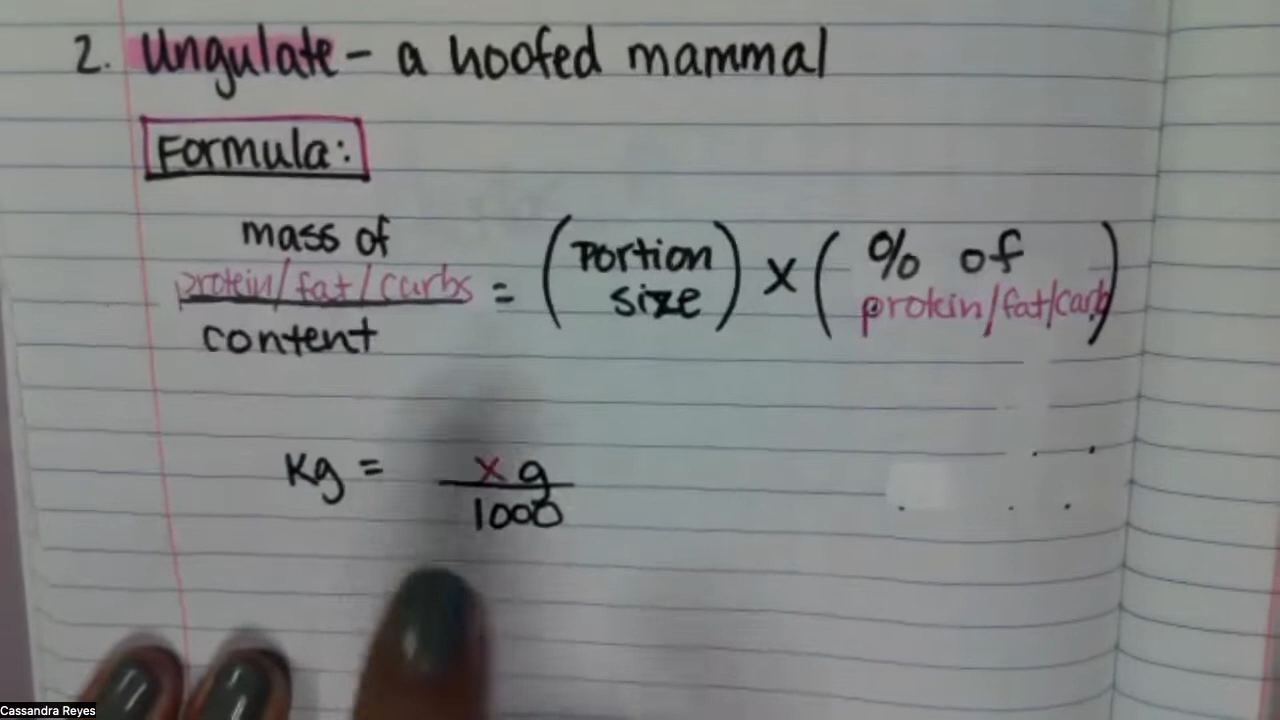 2. Ungulate - a hoofed mammal
Formula:
mass of
protein/fat/carbs
content
=
(Portion size) x (% of protein/fat/carb)
Kg = x g
1000
Cassandra Reyes